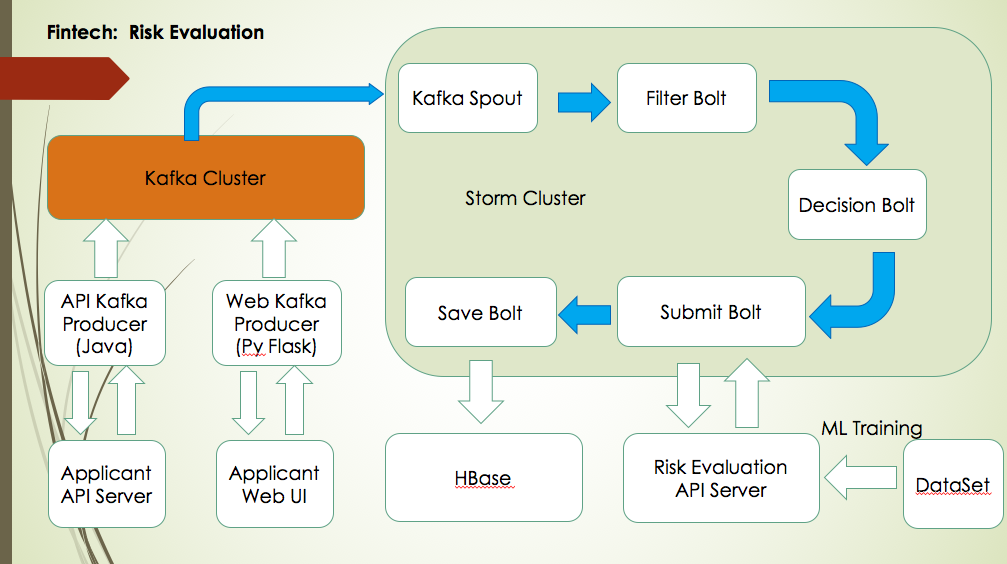 Fintech:  Risk Evaluation
Kafka Spout
Filter Bolt
Kafka Cluster
Storm Cluster
Decision Bolt
API Kafka
Producer
(Java)
Web Kafka
Producer
(Py Flask)
Save Bolt
Submit Bolt
ML Training
Applicant
API Server
Applicant
Web UI
HBase
Risk Evaluation
API Server
DataSet